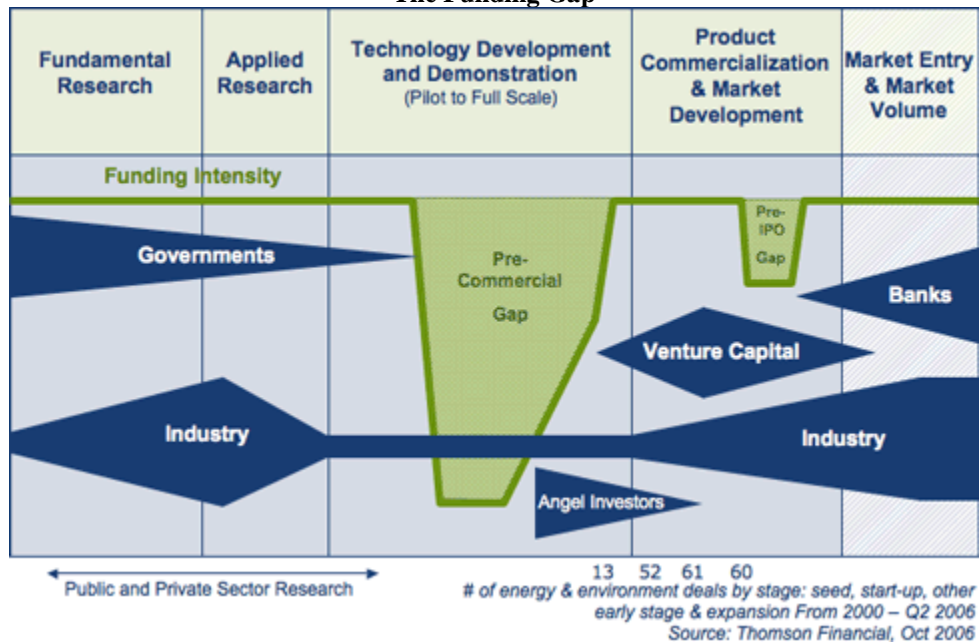 The Funding Gap
Fundamental
Research
Applied
Research
Technology Development
and Demonstration
(Pilot to Full Scale)
Product
Commercialization
& Market
Development
Market Entry
& Market
Volume
Funding Intensity
Governments
Pre-
Commercial
Gap
Pre-
IPO
Gap
Banks
Venture Capital
Industry
Industry
Angel Investors
Public and Private Sector Research
13 52 61 60
# of energy & environment deals by stage: seed, start-up, other
early stage & expansion From 2000 – Q2 2006
Source: Thomson Financial, Oct 2006